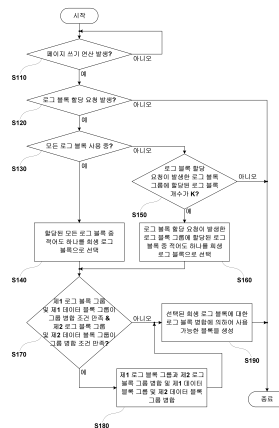 시작
페이지 쓰기 연산 발생?
아니오
S110
예
로그 블록 할당 요청 발생?
아니오
S120
예
모든 로그 블록 사용 중?
아니오
S130
예
로그 블록 할당
요청이 발생한 로그 블록
그룹에 할당된 로그 블록
개수가 K?
아니오
S150
예
할당된 모든 로그 블록 중
적어도 하나를 희생 로그
블록으로 선택
S140
로그 블록 할당 요청이 발생한
로그 블록 그룹에 할당된 로그
블록 중 적어도 하나를 희생
로그 블록으로 선택
S160
제1 로그 블록 그룹
및 제1 데이터 블록 그룹이
그룹 병합 조건 만족 &
제2 로그 블록 그룹
및 제2 데이터 블록 그룹이
그룹 병합 조건 만족?
아니오
S170
예
선택된 희생 로그 블록에 대한
로그 블록 병합에 의하여 사용
가능한 블록을 생성
S190
제1 로그 블록 그룹과 제2 로그
블록 그룹 병합 및 제1 데이터
블록 그룹 및 제2 데이터 블록
그룹 병합
S180
종료